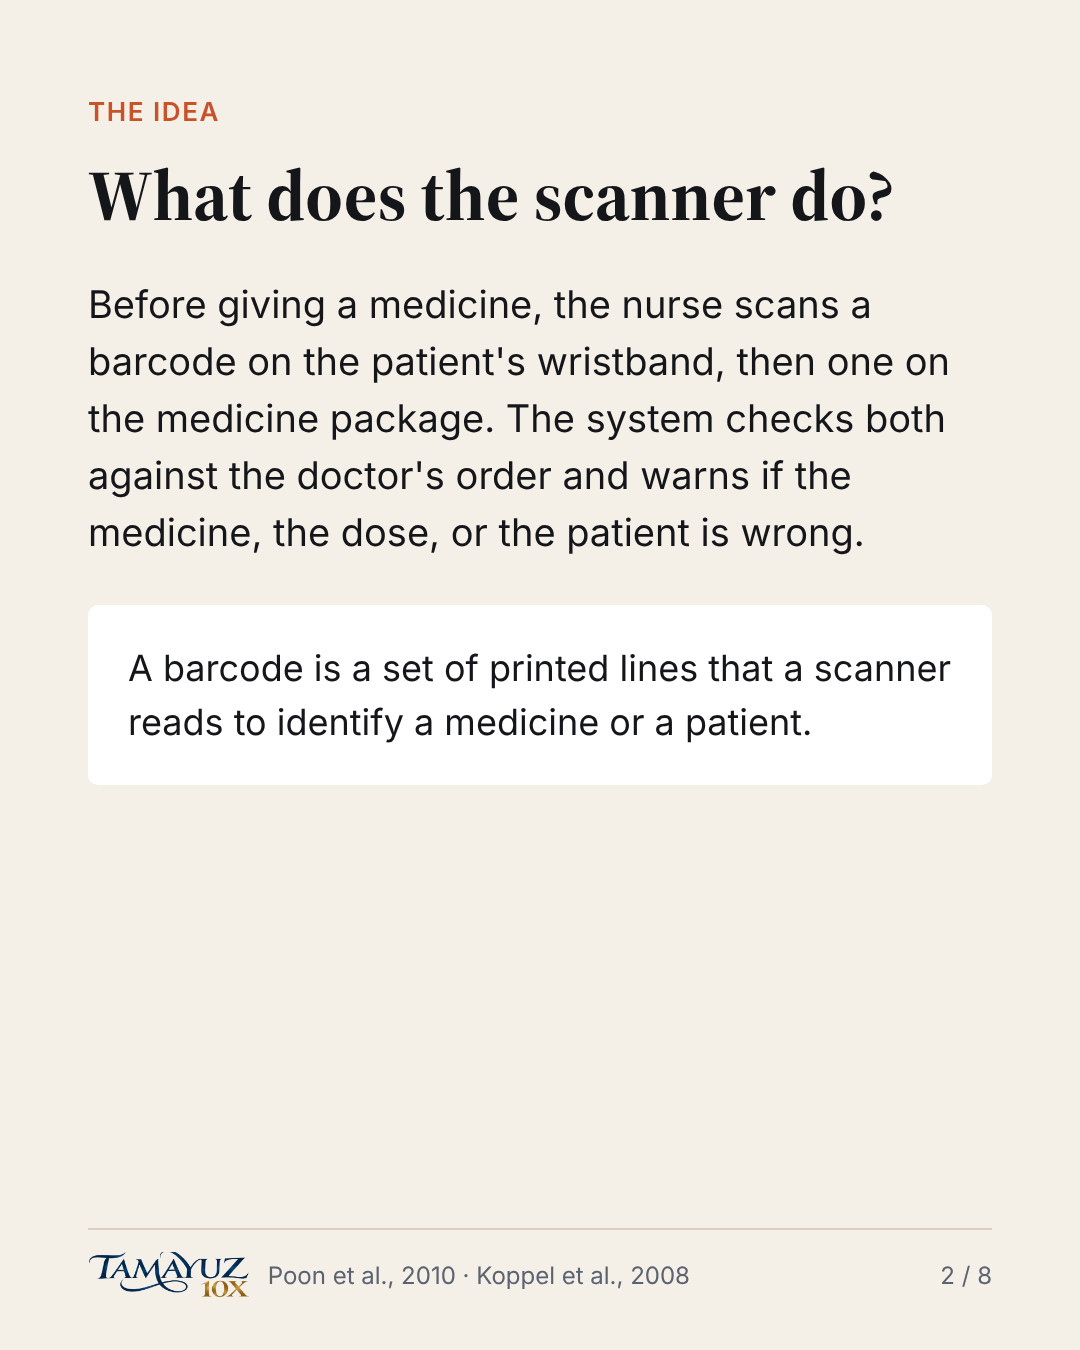 THE IDEA
What does the scanner do?
Before giving a medicine, the nurse scans a
barcode on the patient's wristband, then one on
the medicine package. The system checks both
against the doctor's order and warns if the
medicine, the dose, or the patient is wrong.
A barcode is a set of printed lines that a scanner
reads to identify a medicine or a patient.
TAMAYUZ
10X
Poon et al., 2010 · Koppel et al., 2008
2 / 8